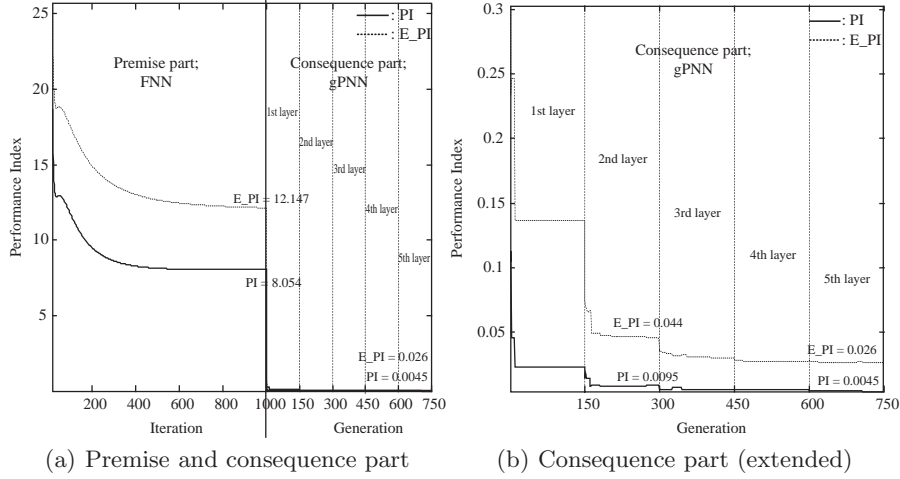 25
20
15
10
5
Performance Index
: PI
: E_PI
Premise part;
FNN
Consequence part;
gPNN
1st layer
2nd layer
3rd layer
4th layer
5th layer
E_PI = 12.147
PI = 8.054
E_PI = 0.026
PI = 0.0045
200 400 600 800 1000 150 300 450 600 750
Iteration
Generation
(a) Premise and consequence part
0.3
0.25
0.2
0.15
0.1
0.05
Performance Index
: PI
: E_PI
Consequence part;
gPNN
1st layer
2nd layer
3rd layer
4th layer
5th layer
E_PI = 0.044
PI = 0.0095
E_PI = 0.026
PI = 0.0045
150 300 450 600 750
Generation
(b) Consequence part (extended)